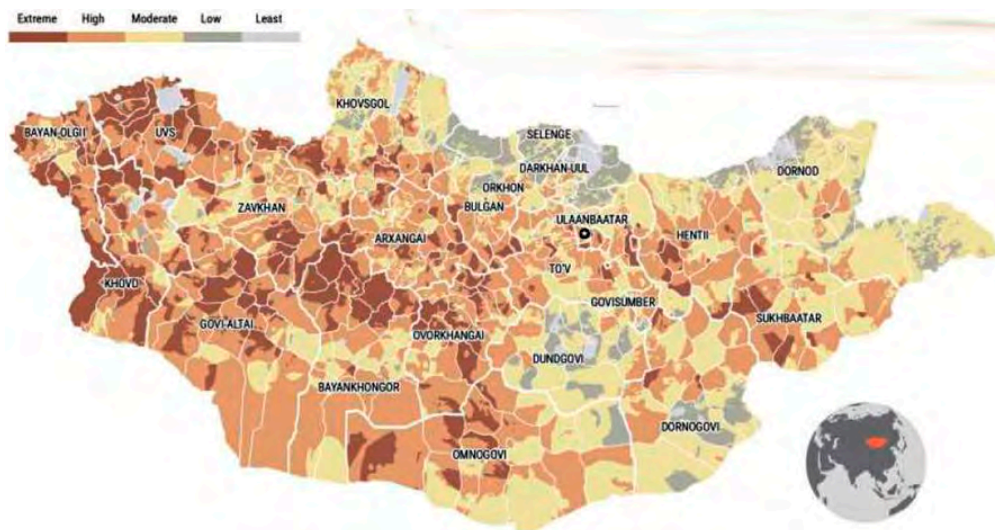 Extreme High Moderate Low Least
KHOVSGOL
BAYAN-OLGII
UVS
SELENGE
DARKHAN-UUL
DORNOD
ORKHON
ZAVKHAN
BULGAN
ULAANBAATAR
ARXANGAI
HENTII
TO'V
KHOVD
GOVISUMBER
GOVI-ALTAI
OVORKHANGAI
SUKHBAATAR
DUNDGOVI
BAYANKHONGOR
DORNOGOVI
OMNOGOVI